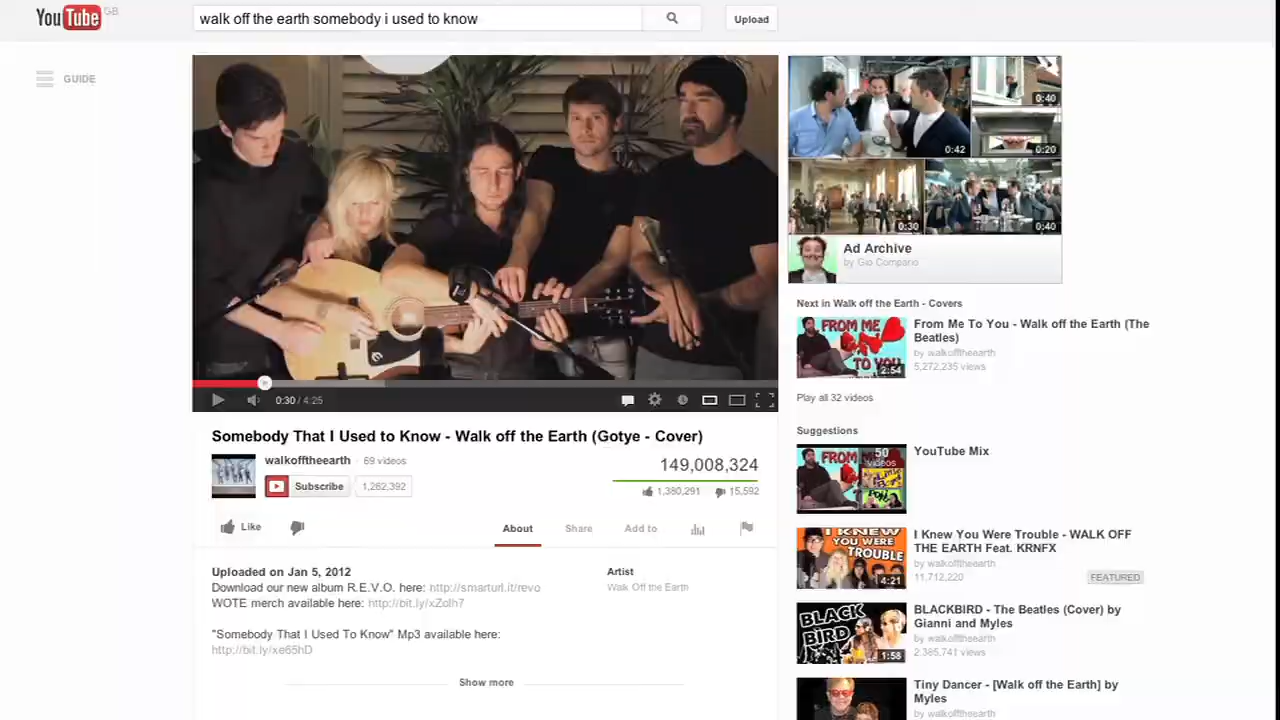 YouTube GB
walk off the earth somebody i used to know
Upload
GUIDE
0:40
0:42
0:20
0:30
0:40
Ad Archive
by Gio Compario
Next in Walk off the Earth - Covers
FROM ME
TO YOU
2:54
From Me To You - Walk off the Earth (The
Beatles)
by walkofftheearth
5,272,235 views
Play all 32 videos
0:30 / 4:25
Somebody That I Used to Know - Walk off the Earth (Gotye - Cover)
walkofftheearth · 69 videos
Subscribe
1,262,392
149,008,324
1,380,291
15,592
Like
About
Share
Add to
Uploaded on Jan 5, 2012
Download our new album R.E.V.O. here: http://smarturl.it/revo
WOTE merch available here: http://bit.ly/xZolh7
"Somebody That I Used To Know" Mp3 available here:
http://bit.ly/xe65hD
Artist
Walk Off the Earth
Show more
Suggestions
FROM M
50
videos
YouTube Mix
I KNEW
YOU WERE
TROUBLE
4:21
I Knew You Were Trouble - WALK OFF
THE EARTH Feat. KRNFX
by walkofftheearth
11,712,220
FEATURED
BLACK
BIRD
1:58
BLACKBIRD - The Beatles (Cover) by
Gianni and Myles
by walkofftheearth
2,385,741 views
Tiny Dancer - [Walk off the Earth] by
Myles
by walkofftheearth